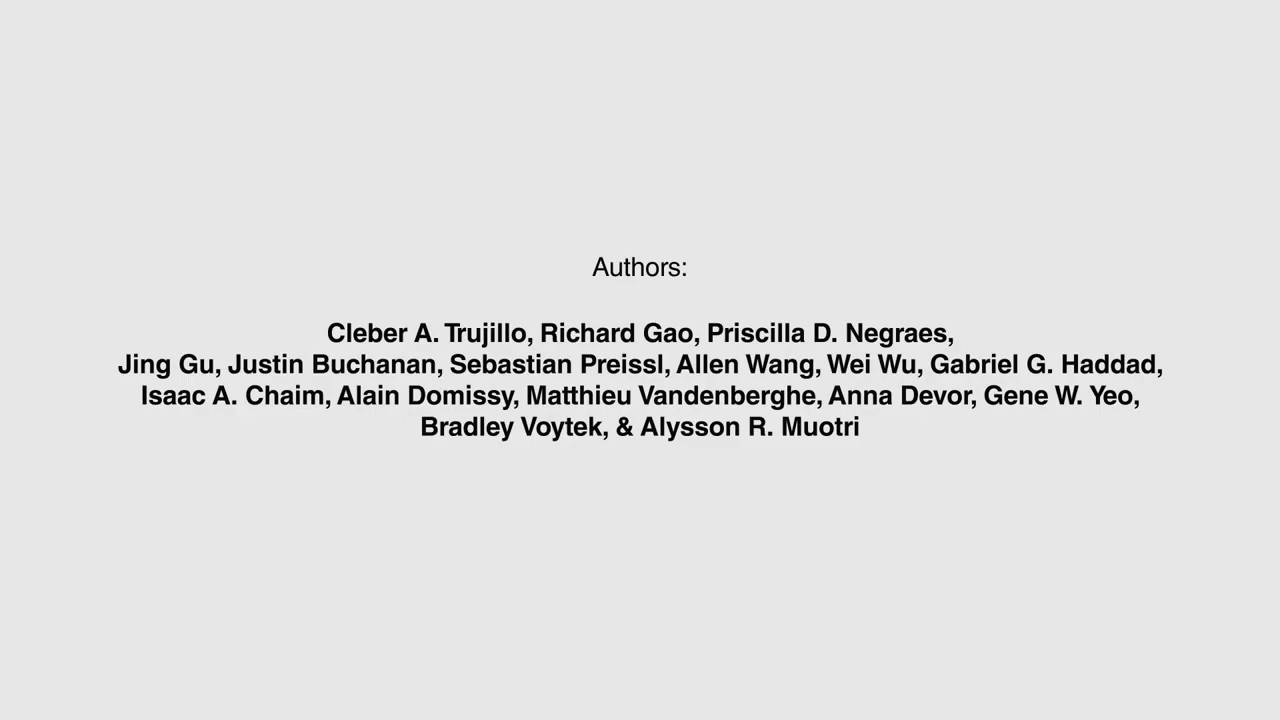 Authors:
Cleber A. Trujillo, Richard Gao, Priscilla D. Negraes,
Jing Gu, Justin Buchanan, Sebastian Preissl, Allen Wang, Wei Wu, Gabriel G. Haddad,
Isaac A. Chaim, Alain Domissy, Matthieu Vandenberghe, Anna Devor, Gene W. Yeo,
Bradley Voytek, & Alysson R. Muotri